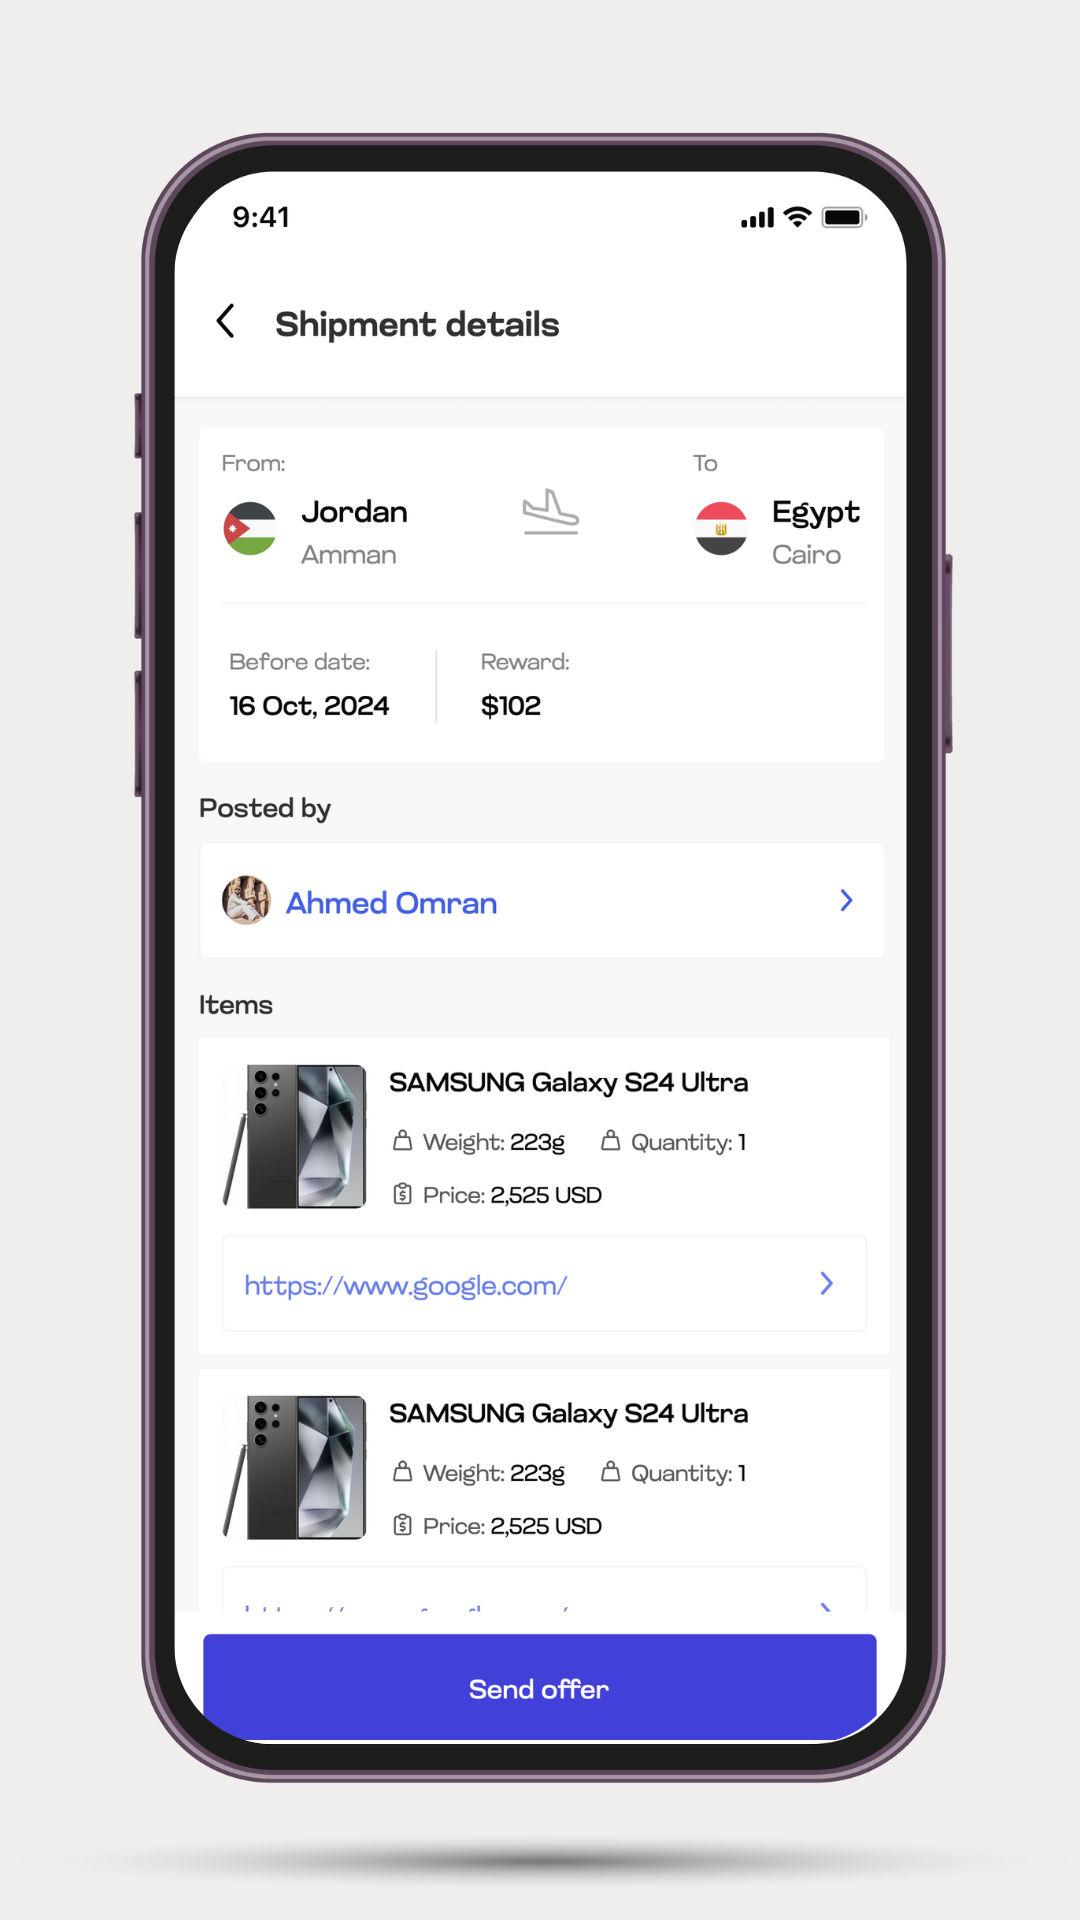 9:41
Shipment details
From:
To
Jordan
Egypt
Amman
Cairo
Before date:
Reward:
16 Oct, 2024
$102
Posted by
Ahmed Omran
Items
SAMSUNG Galaxy S24 Ultra
Weight: 223g
Quantity: 1
Price: 2,525 USD
https://www.google.com/
SAMSUNG Galaxy S24 Ultra
Weight: 223g
Quantity: 1
Price: 2,525 USD
Send offer